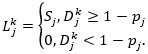 L_j^k = { S_j, D_j^k ≥ 1 − p_j
0, D_j^k < 1 − p_j.